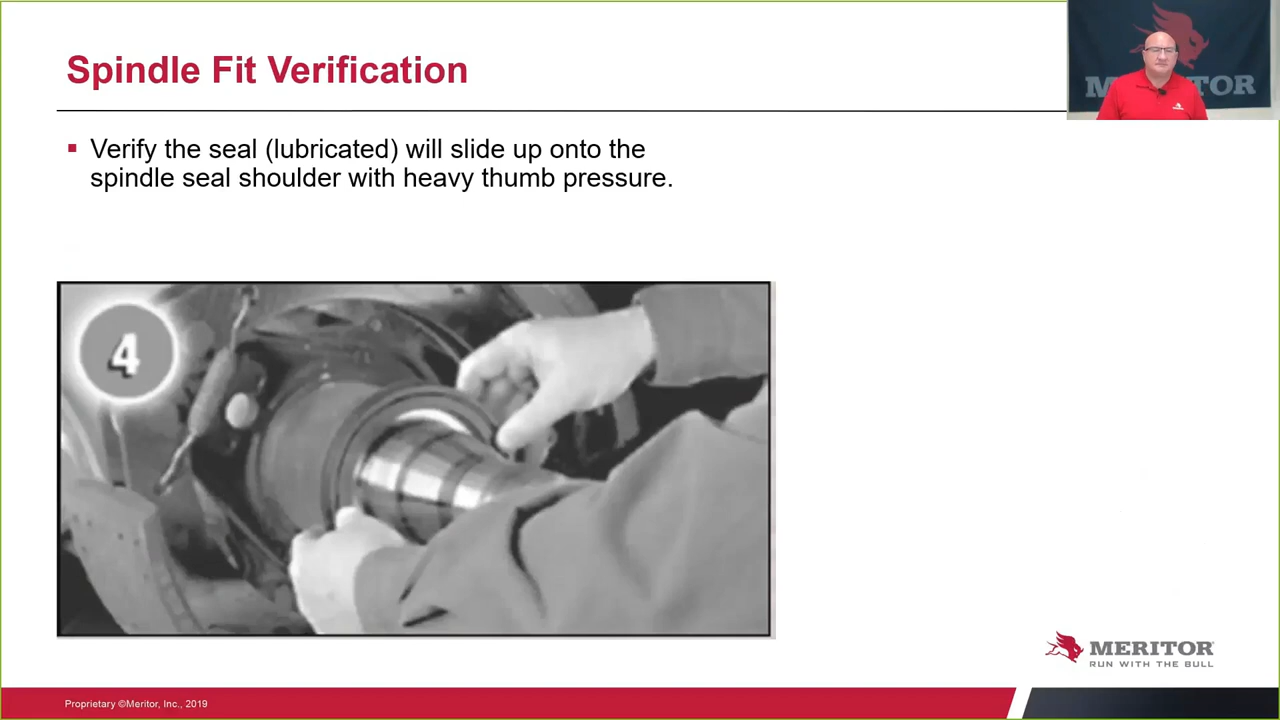 Spindle Fit Verification
MERITOR
Verify the seal (lubricated) will slide up onto the
spindle seal shoulder with heavy thumb pressure.
4
MERITOR
RUN WITH THE BULL
Proprietary ©Meritor, Inc., 2019